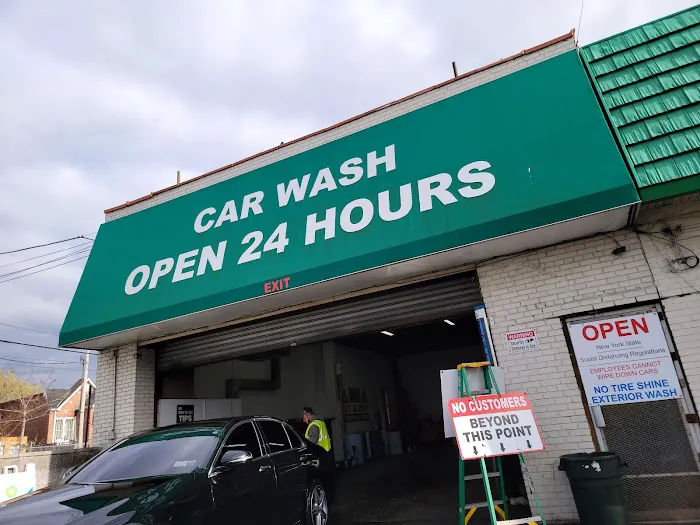 CAR WASH
OPEN 24 HOURS
EXIT
OPEN
New York State
Social Distancing Regulations
EMPLOYEES CANNOT
WIPE DOWN CARS
NO TIRE SHINE
EXTERIOR WASH
WARNING
NO CUSTOMERS
BEYOND
THIS POINT
TIPS